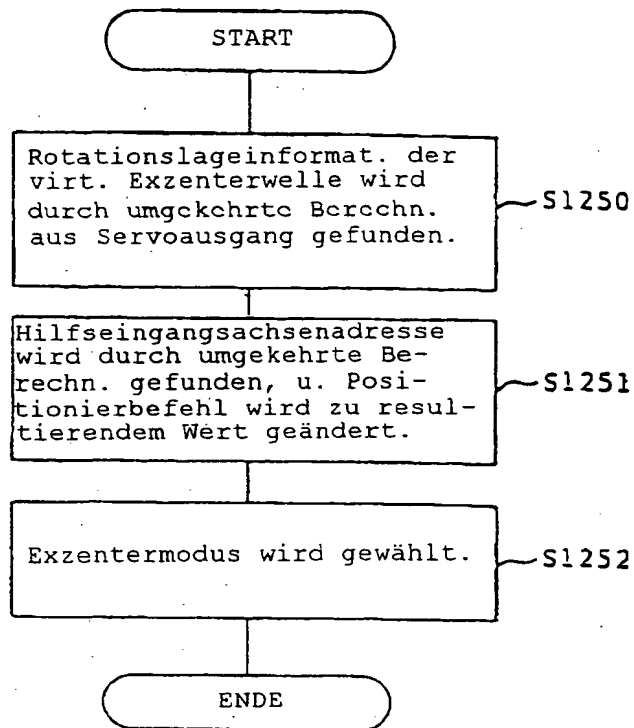 START
Rotationslageinformat. der
virt. Exzenterwelle wird
durch umgekehrte Berechn.
aus Servoausgang gefunden.
S1250
Hilfseingangsachsenadresse
wird durch umgekehrte Be-
rechn. gefunden, u. Posi-
tionierbefehl wird zu resul-
tierendem Wert geändert.
S1251
Exzentermodus wird gewählt.
S1252
ENDE